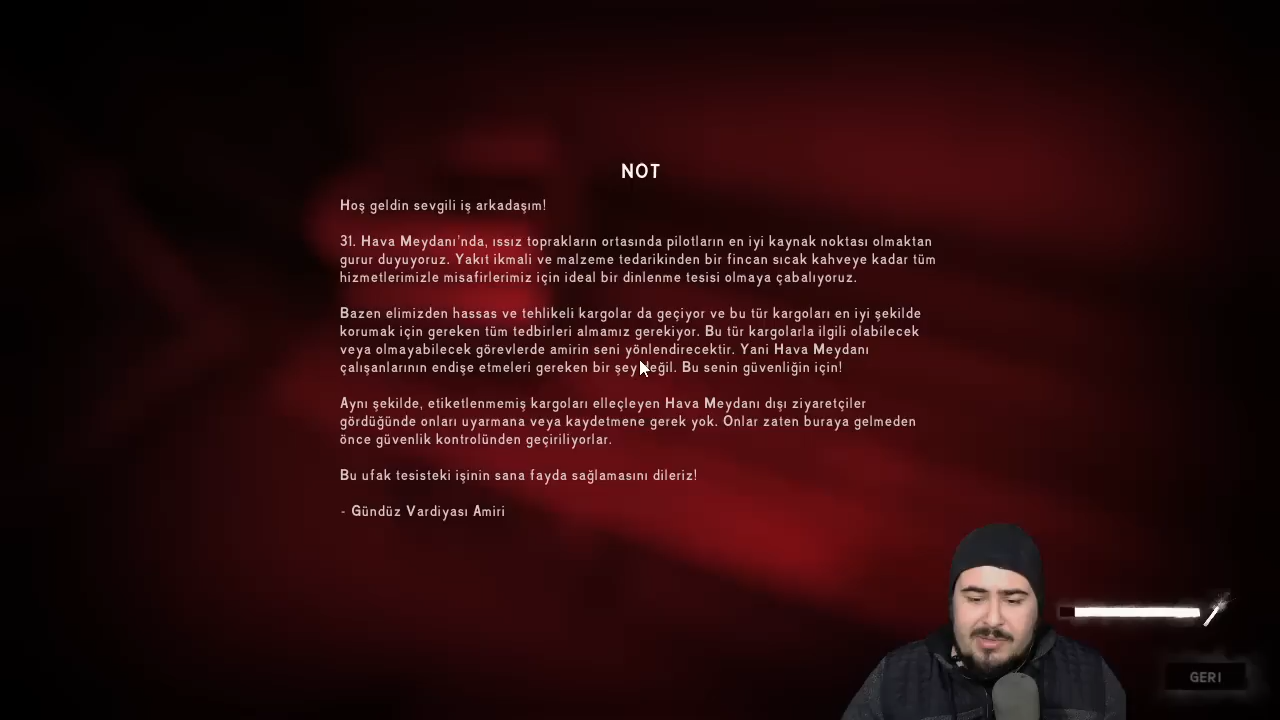 NOT
Hoş geldin sevgili iş arkadaşım!
31. Hava Meydanı'nda, ıssız toprakların ortasında pilotların en iyi kaynak noktası olmaktan
gurur duyuyoruz. Yakıt ikmali ve malzeme tedarikinden bir fincan sıcak kahveye kadar tüm
hizmetlerimizle misafirlerimiz için ideal bir dinlenme tesisi olmaya çabalıyoruz.
Bazen elimizden hassas ve tehlikeli kargolar da geçiyor ve bu tür kargoları en iyi şekilde
korumak için gereken tüm tedbirleri almamız gerekiyor. Bu tür kargolarla ilgili olabilecek
veya olmayabilecek görevlerde amirin seni yönlendirecektir. Yani Hava Meydanı
çalışanlarının endişe etmeleri gereken bir şey değil. Bu senin güvenliğin için!
Aynı şekilde, etiketlenmemiş kargoları elleçleyen Hava Meydanı dışı ziyaretçiler
gördüğünde onları uyarmana veya kaydetmene gerek yok. Onlar zaten buraya gelmeden
önce güvenlik kontrolünden geçiriliyorlar.
Bu ufak tesisteki işinin sana fayda sağlamasını dileriz!
- Gündüz Vardiyası Amiri
GERI